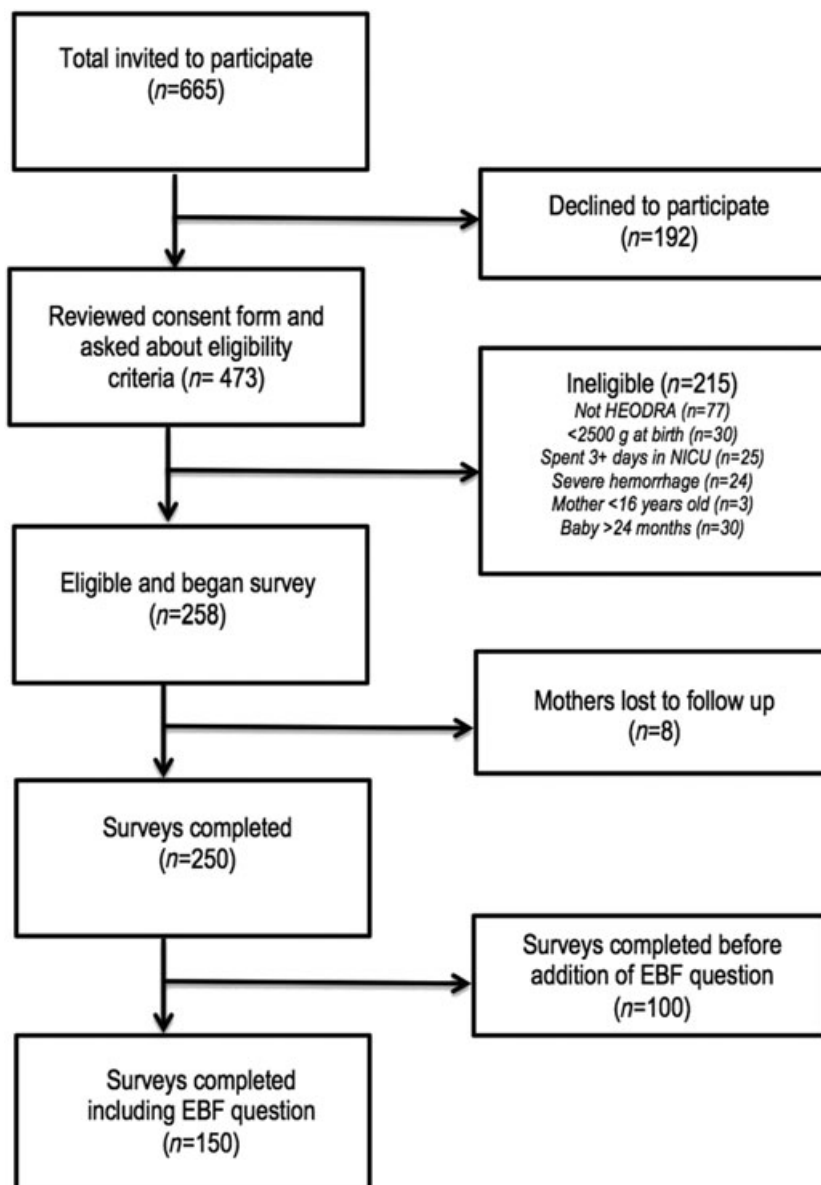 Total invited to participate
(n=665)
Declined to participate
(n=192)
Reviewed consent form and
asked about eligibility
criteria (n= 473)
Ineligible (n=215)
Not HEODRA (n=77)
<2500 g at birth (n=30)
Spent 3+ days in NICU (n=25)
Severe hemorrhage (n=24)
Mother <16 years old (n=3)
Baby >24 months (n=30)
Eligible and began survey
(n=258)
Mothers lost to follow up
(n=8)
Surveys completed
(n=250)
Surveys completed before
addition of EBF question
(n=100)
Surveys completed
including EBF question
(n=150)